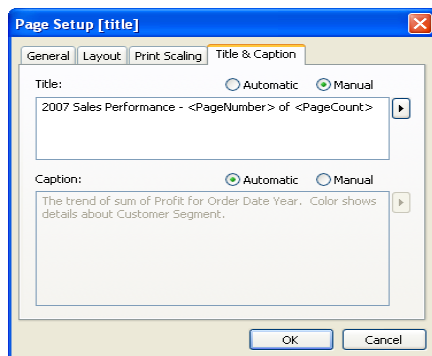 Page Setup [title]
General Layout Print Scaling Title & Caption
Title: Automatic Manual
2007 Sales Performance - <PageNumber> of <PageCount>
Caption: Automatic Manual
The trend of sum of Profit for Order Date Year.  Color shows
details about Customer Segment.
OK Cancel